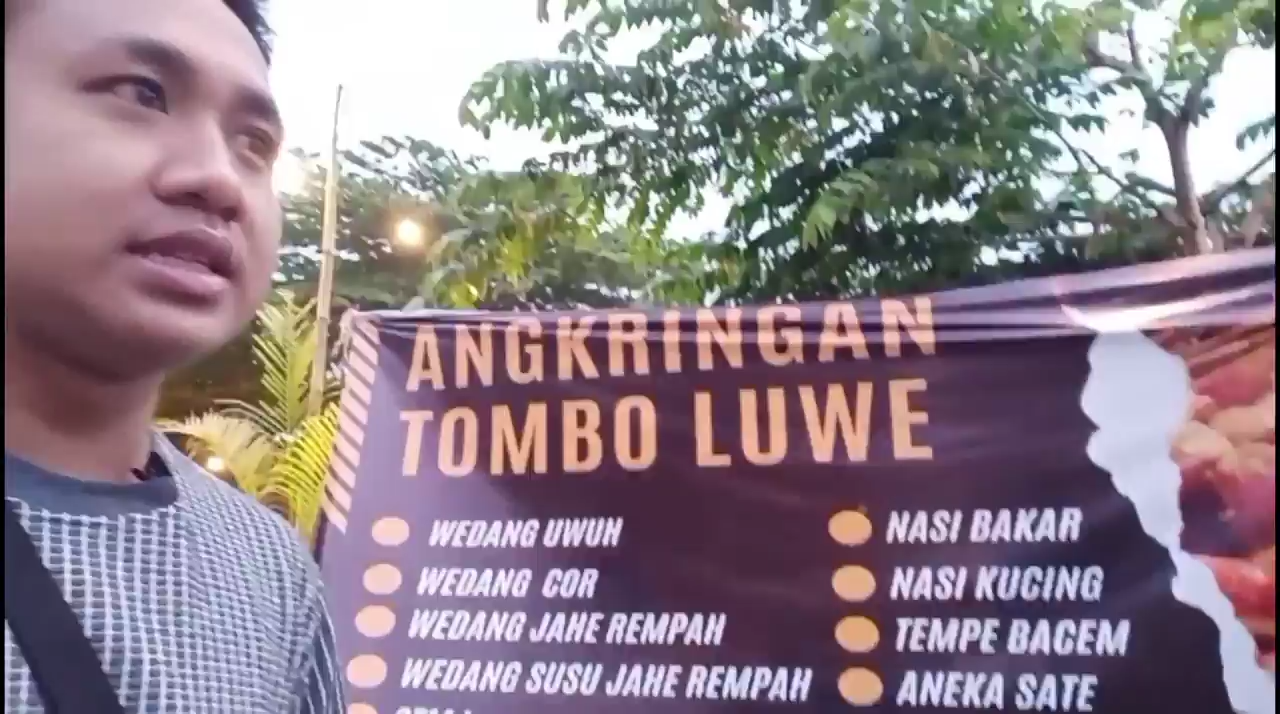 ANGKRINGAN
TOMBO LUWE
WEDANG UWUH
WEDANG COR
WEDANG JAHE REMPAH
WEDANG SUSU JAHE REMPAH
NASI BAKAR
NASI KUCING
TEMPE BACEM
ANEKA SATE